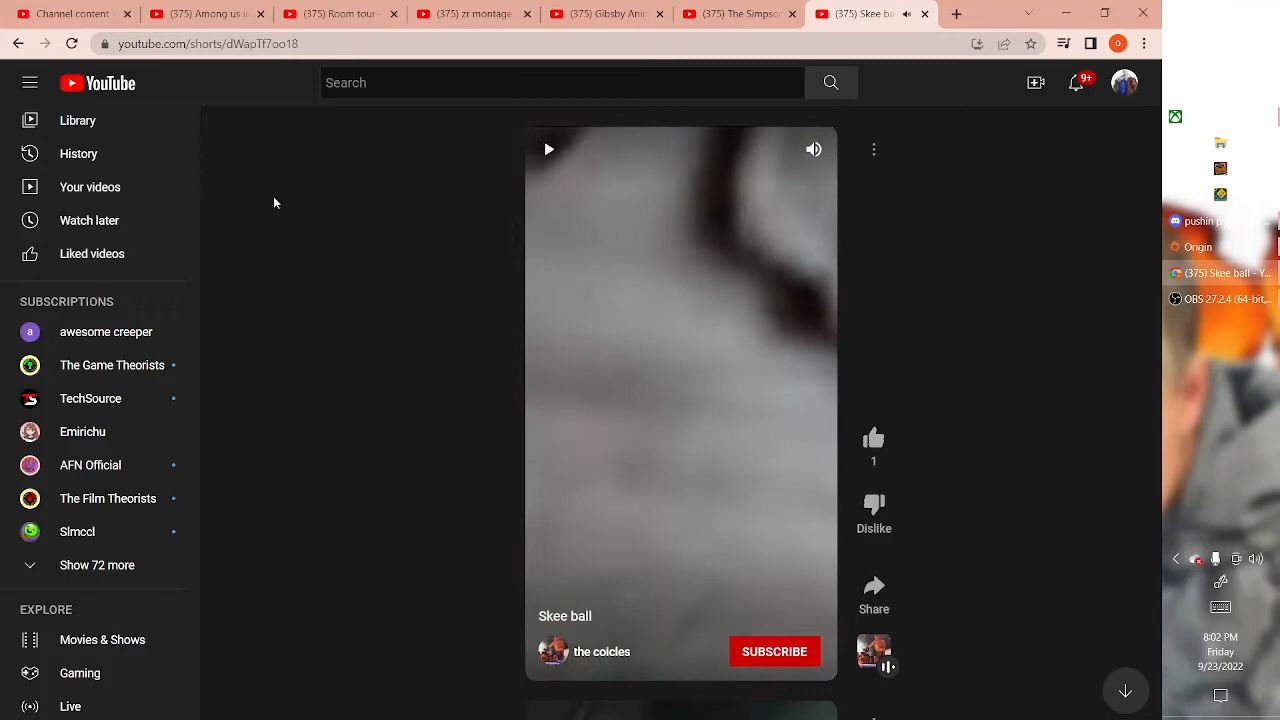 Channel content -
(375) Among us i
(375) Room tour -
(375) zr montage
(375) Gibsby Ani
(375) The Simps
(375) Skee ba
youtube.com/shorts/dWapTf7oo18
o
YouTube
Search
9+
Library
History
Your videos
Watch later
Liked videos
SUBSCRIPTIONS
a awesome creeper
The Game Theorists
TechSource
Emirichu
AFN Official
The Film Theorists
Slmccl
Show 72 more
EXPLORE
Movies & Shows
Gaming
Live
Skee ball
the colcles
SUBSCRIBE
1
Dislike
Share
pushin
Origin
(375) Skee ball - Y...
OBS 27.2.4 (64-bit,...
8:02 PM
Friday
9/23/2022